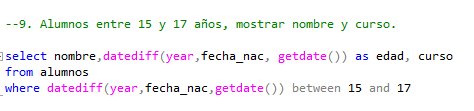 --9. Alumnos entre 15 y 17 años, mostrar nombre y curso.
select nombre,datediff(year,fecha_nac, getdate()) as edad, curso
from alumnos
where datediff(year,fecha_nac,getdate()) between 15 and 17